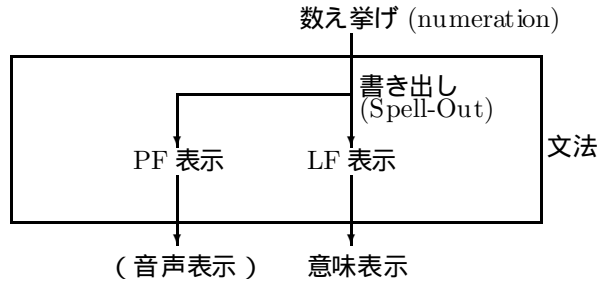 数え挙げ (numeration)
書き出し
(Spell-Out)
PF 表示
LF 表示
文法
（音声表示）
意味表示